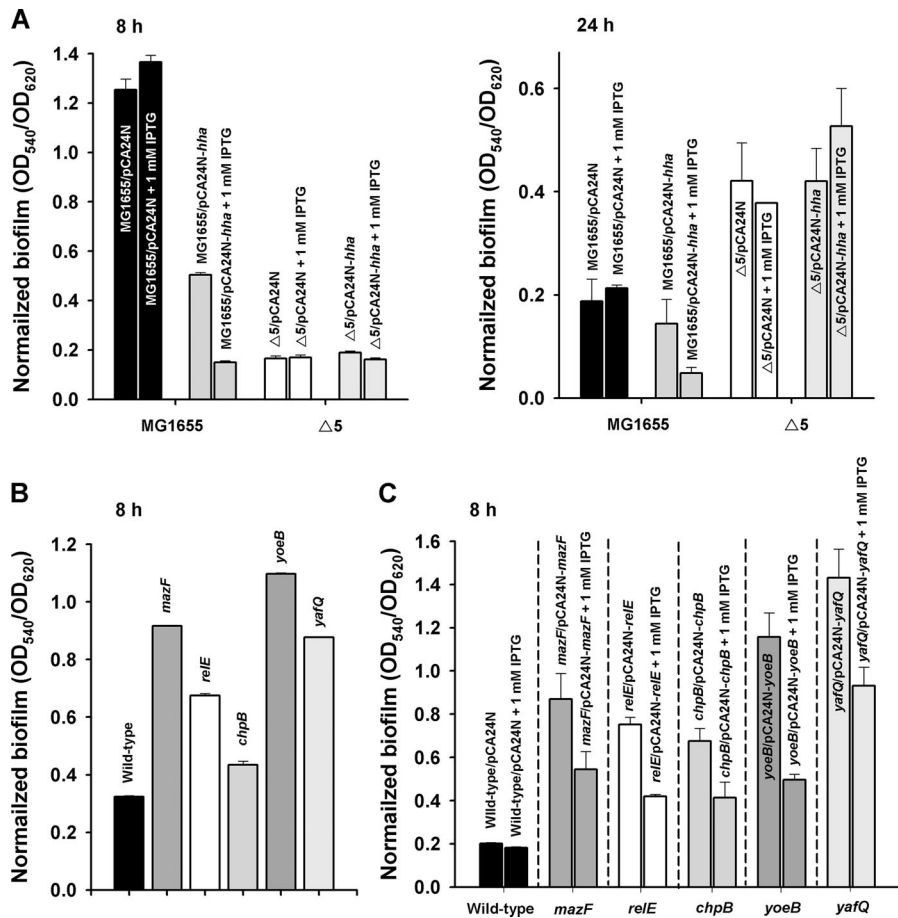 A
8 h
Normailzed biofilm (OD540/OD620)
1.4
1.2
1.0
0.8
0.6
0.4
0.2
0.0
MG1655/pCA24N
MG1655/pCA24N + 1 mM IPTG
MG1655/pCA24N-hha
MG1655/pCA24N-hha + 1 mM IPTG
△5/pCA24N
△5/pCA24N + 1 mM IPTG
△5/pCA24N-hha
△5/pCA24N-hha + 1 mM IPTG
MG1655
△5
24 h
Normailzed biofilm (OD540/OD620)
0.6
0.4
0.2
0.0
MG1655/pCA24N
MG1655/pCA24N + 1 mM IPTG
MG1655/pCA24N-hha
MG1655/pCA24N-hha + 1 mM IPTG
△5/pCA24N
△5/pCA24N + 1 mM IPTG
△5/pCA24N-hha
△5/pCA24N-hha + 1 mM IPTG
MG1655
△5
B
8 h
Normailzed biofilm (OD540/OD620)
1.2
1.0
0.8
0.6
0.4
0.2
0.0
Wild-type
mazF
relE
chpB
yoeB
yafQ
C
8 h
Normailzed biofilm (OD540/OD620)
1.6
1.4
1.2
1.0
0.8
0.6
0.4
0.2
0.0
Wild-type/pCA24N
Wild-type/pCA24N + 1 mM IPTG
mazF/pCA24N-mazF
mazF/pCA24N-mazF + 1 mM IPTG
relE/pCA24N-relE
relE/pCA24N-relE + 1 mM IPTG
chpB/pCA24N-chpB
chpB/pCA24N-chpB + 1 mM IPTG
yoeB/pCA24N-yoeB
yoeB/pCA24N-yoeB + 1 mM IPTG
yafQ/pCA24N-yafQ
yafQ/pCA24N-yafQ + 1 mM IPTG
Wild-type
mazF
relE
chpB
yoeB
yafQ